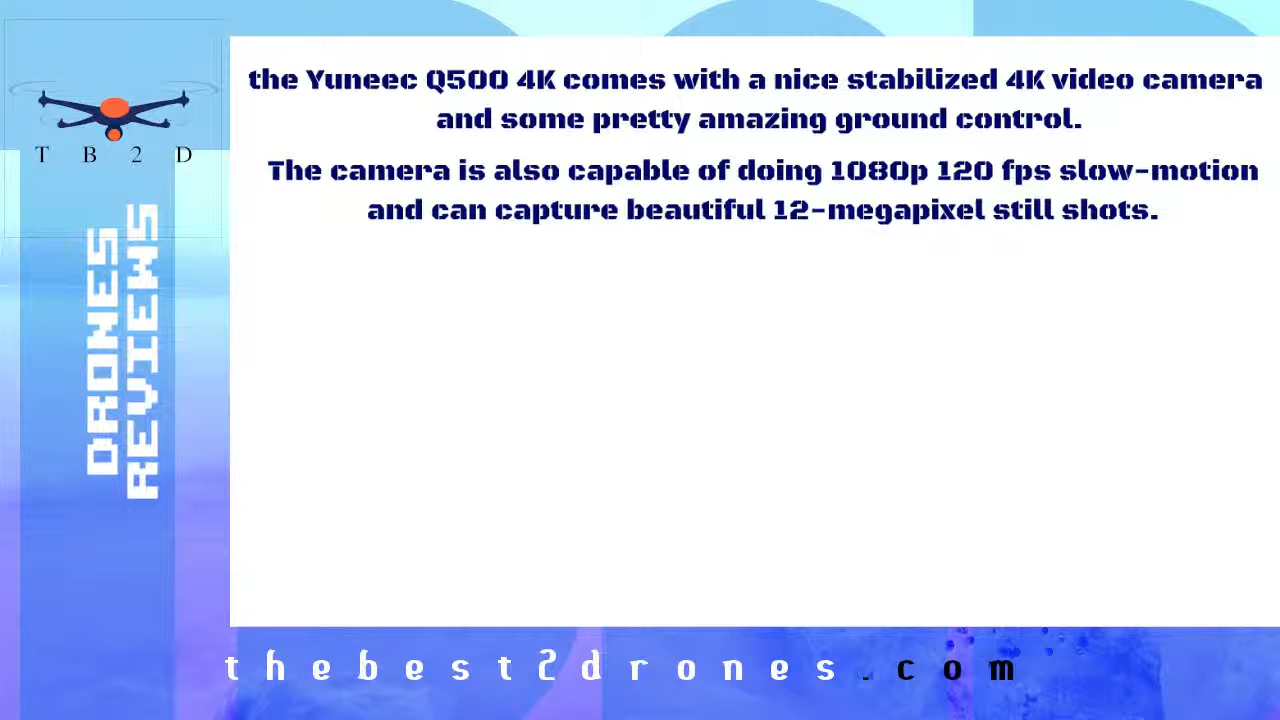 the Yuneec Q500 4K comes with a nice stabilized 4K video camera
and some pretty amazing ground control.
The camera is also capable of doing 1080p 120 fps slow-motion
and can capture beautiful 12-megapixel still shots.
T B 2 D
DRONES
REVIEWS
thebest2drones.com